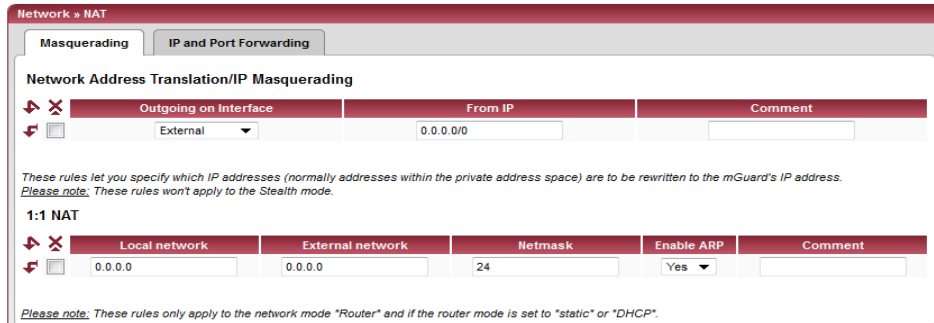 Network » NAT
Masquerading IP and Port Forwarding
Network Address Translation/IP Masquerading
Outgoing on Interface From IP Comment
External 0.0.0.0/0
These rules let you specify which IP addresses (normally addresses within the private address space) are to be rewritten to the mGuard's IP address.
Please note: These rules won't apply to the Stealth mode.
1:1 NAT
Local network External network Netmask Enable ARP Comment
0.0.0.0 0.0.0.0 24 Yes
Please note: These rules only apply to the network mode "Router" and if the router mode is set to "static" or "DHCP".